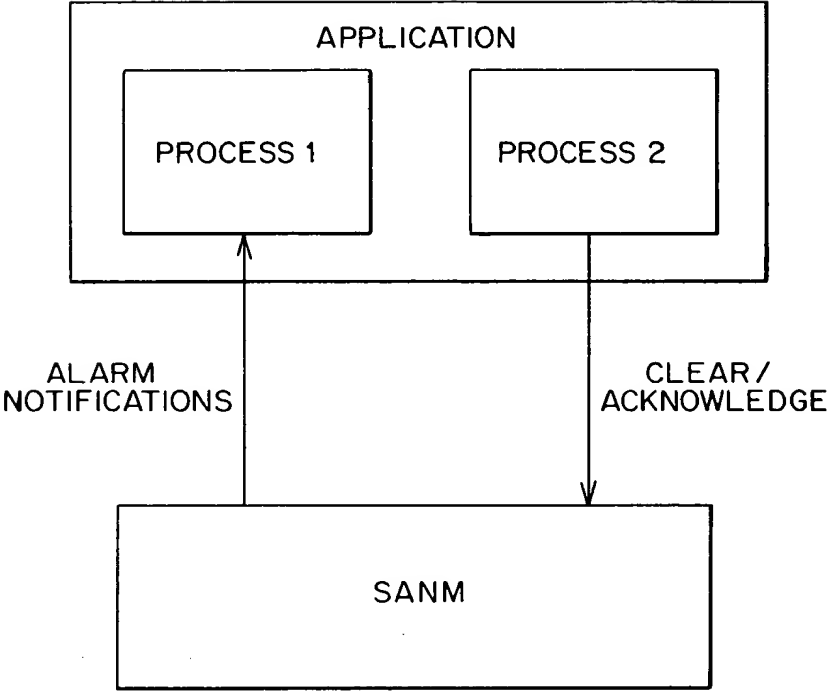 APPLICATION
PROCESS 1
PROCESS 2
ALARM
NOTIFICATIONS
CLEAR/
ACKNOWLEDGE
SANM